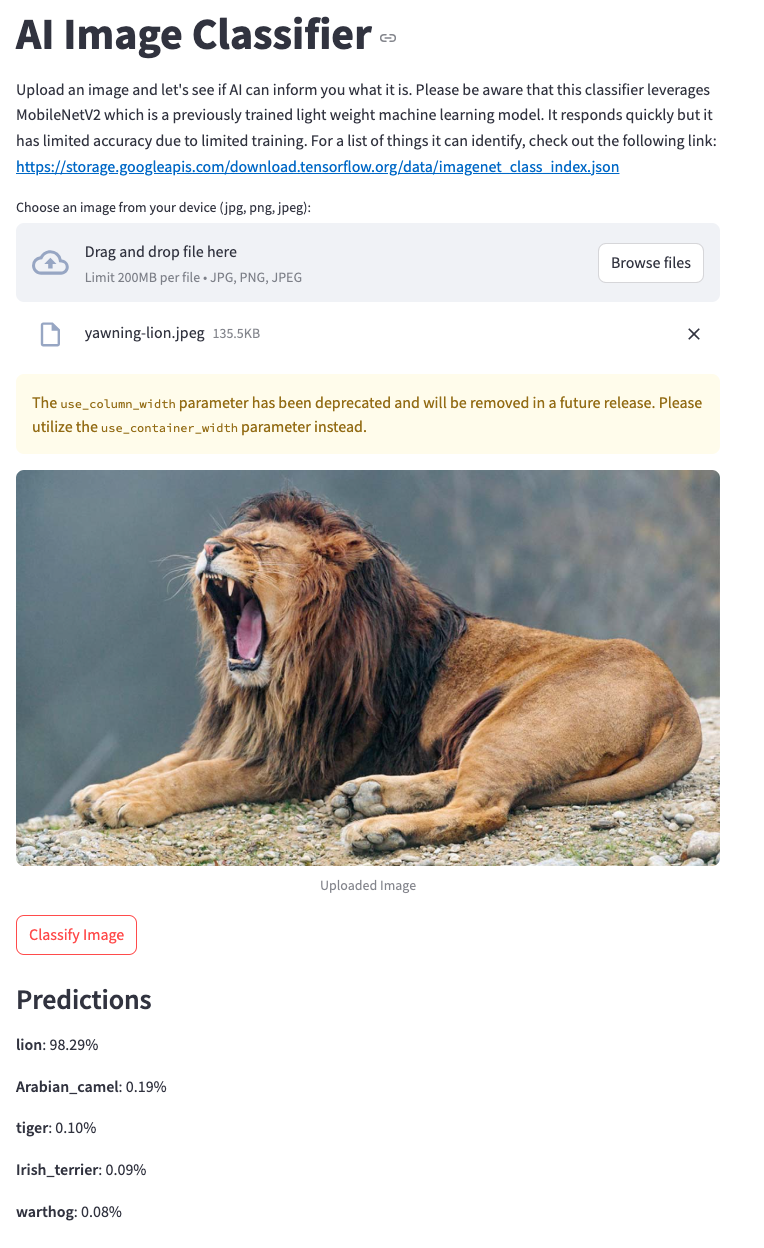 AI Image Classifier
Upload an image and let's see if AI can inform you what it is. Please be aware that this classifier leverages
MobileNetV2 which is a previously trained light weight machine learning model. It responds quickly but it
has limited accuracy due to limited training. For a list of things it can identify, check out the following link:
https://storage.googleapis.com/download.tensorflow.org/data/imagenet_class_index.json
Choose an image from your device (jpg, png, jpeg):
Drag and drop file here
Limit 200MB per file • JPG, PNG, JPEG
Browse files
yawning-lion.jpeg 135.5KB
The use_column_width parameter has been deprecated and will be removed in a future release. Please
utilize the use_container_width parameter instead.
Uploaded Image
Classify Image
Predictions
lion: 98.29%
Arabian_camel: 0.19%
tiger: 0.10%
Irish_terrier: 0.09%
warthog: 0.08%